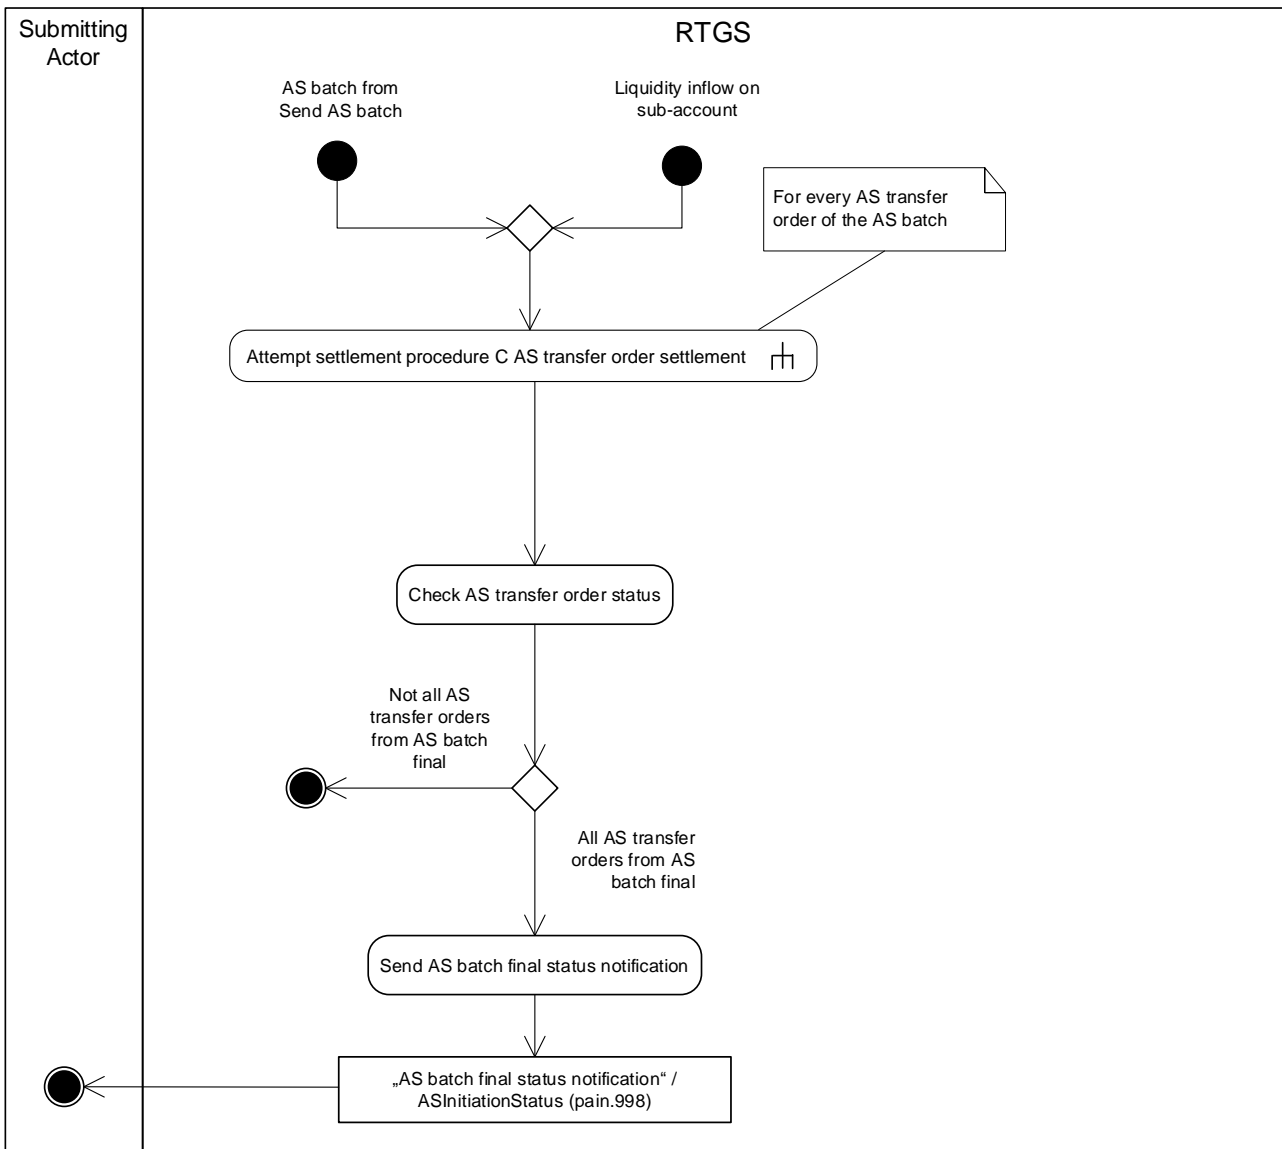 Submitting
Actor
RTGS
AS batch from
Send AS batch
Liquidity inflow on
sub-account
For every AS transfer
order of the AS batch
Attempt settlement procedure C AS transfer order settlement
Check AS transfer order status
Not all AS
transfer orders
from AS batch
final
All AS transfer
orders from AS
batch final
Send AS batch final status notification
„AS batch final status notification“ /
ASInitiationStatus (pain.998)